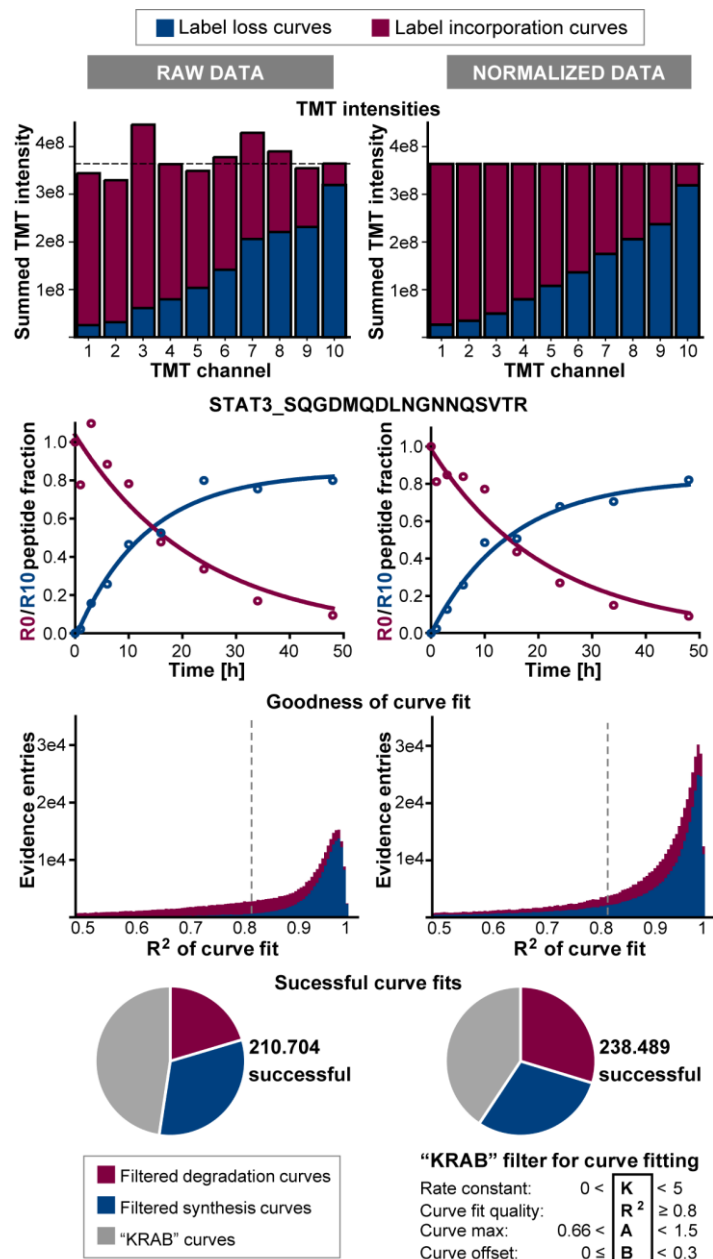 Label loss curves Label incorporation curves
RAW DATA NORMALIZED DATA
TMT intensities
Summed TMT intensity
4e8
3e8
2e8
1e8
1 2 3 4 5 6 7 8 9 10
TMT channel
Summed TMT intensity
4e8
3e8
2e8
1e8
1 2 3 4 5 6 7 8 9 10
TMT channel
STAT3_SQGDMQDLNGNNQSVTR
R0/R10 peptide fraction
1.0
0.8
0.6
0.4
0.2
0.0
0 10 20 30 40 50
Time [h]
R0/R10 peptide fraction
1.0
0.8
0.6
0.4
0.2
0.0
0 10 20 30 40 50
Time [h]
Goodness of curve fit
Evidence entries
3e4
2e4
1e4
0.5 0.6 0.7 0.8 0.9 1
R² of curve fit
Evidence entries
3e4
2e4
1e4
0.5 0.6 0.7 0.8 0.9 1
R² of curve fit
Sucessful curve fits
210.704
successful
238.489
successful
Filtered degradation curves
Filtered synthesis curves
“KRAB” curves
“KRAB” filter for curve fitting
Rate constant: 0 < K < 5
Curve fit quality: R² ≥ 0.8
Curve max: 0.66 < A < 1.5
Curve offset: 0 ≤ B < 0.3